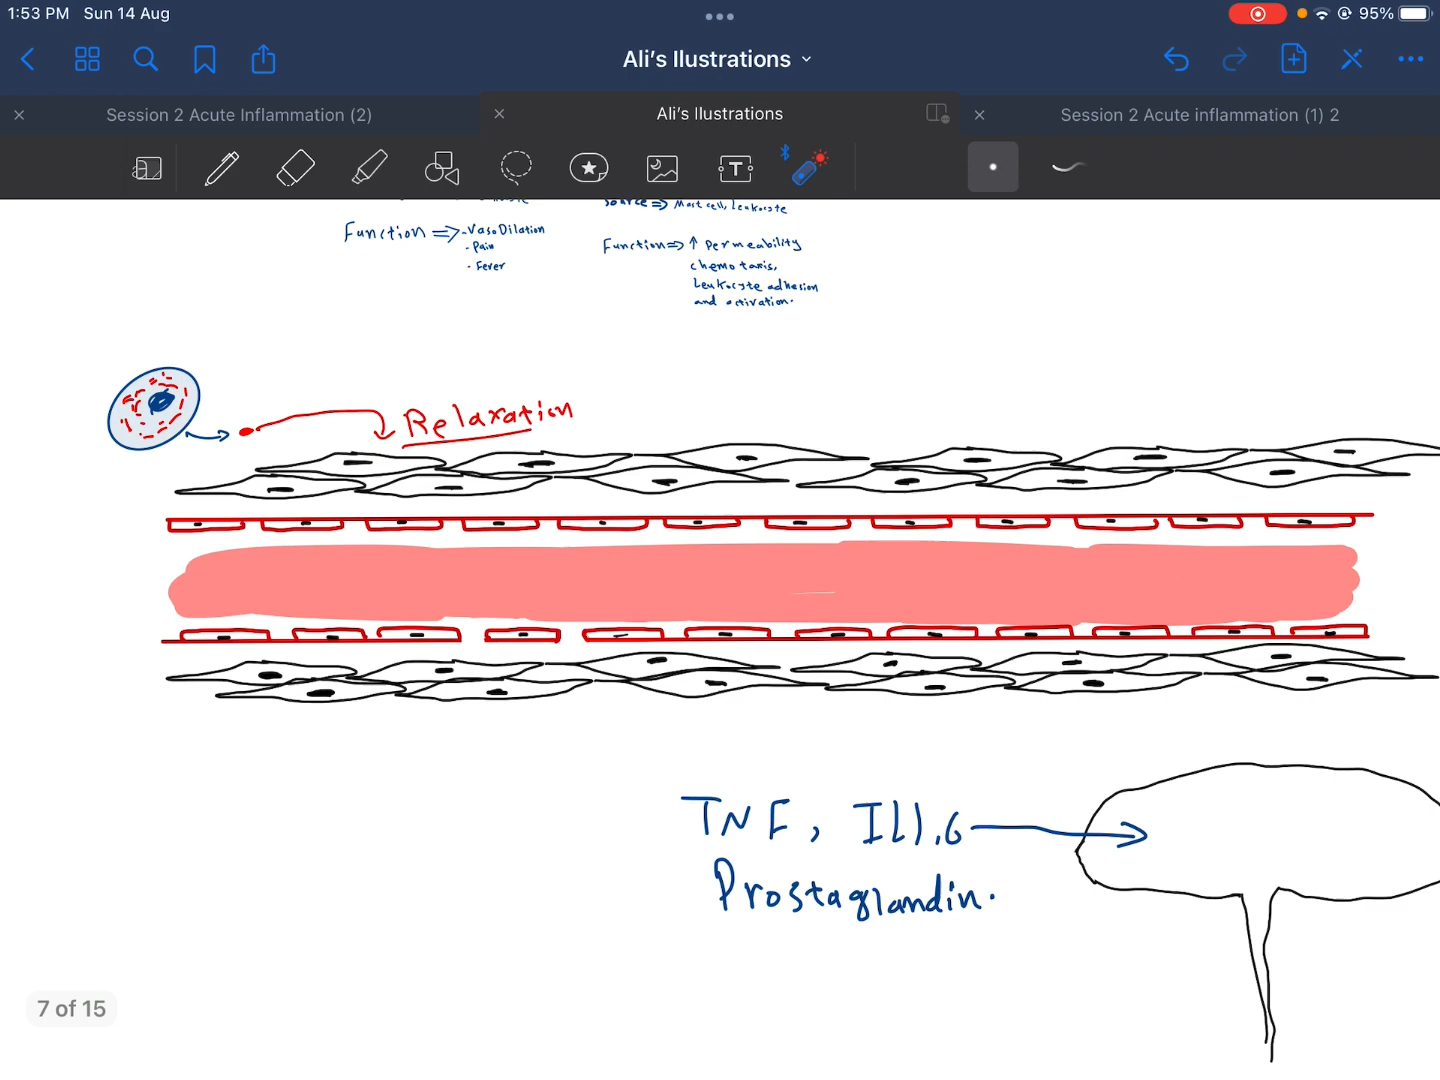 1:53 PM Sun 14 Aug
95%
Ali's Ilustrations
Session 2 Acute Inflammation (2)
Ali's Ilustrations
Session 2 Acute inflammation (1) 2
Source ⇒ Mast cell, Leukocyte
Function ⇒ - VasoDilation
- Pain
- Fever
Function ⇒ ↑ Permeability
chemotaxis,
Leukocyte adhesion
and activation.
Relaxation
TNF, IL1,6
Prostaglandin.
7 of 15